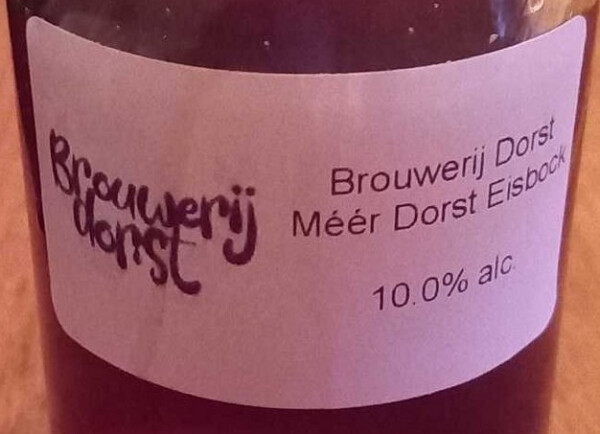 Brouwerij
dorst
Brouwerij Dorst
Méér Dorst Eisbock
10.0% alc.